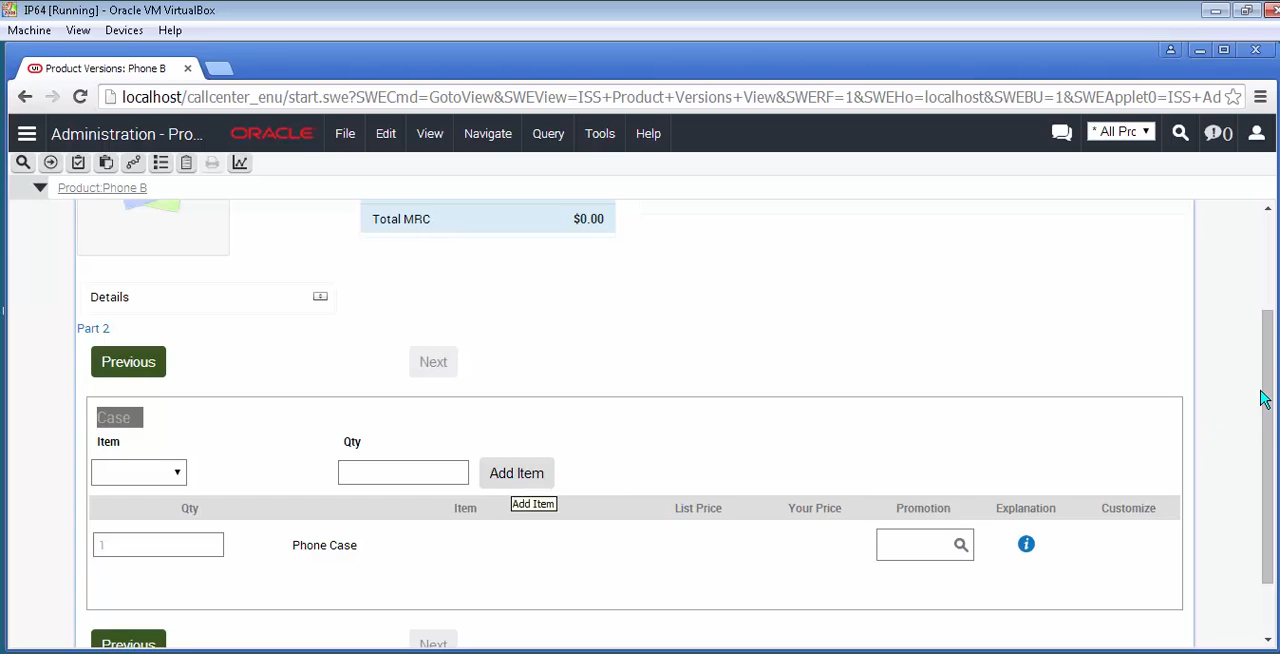 IP64 [Running] - Oracle VM VirtualBox
Machine View Devices Help
Product Versions: Phone B
localhost/callcenter_enu/start.swe?SWECmd=GotoView&SWEView=ISS+Product+Versions+View&SWERF=1&SWEHo=localhost&SWEBU=1&SWEApplet0=ISS+Ad
Administration - Pro... ORACLE File Edit View Navigate Query Tools Help * All Prc 0
Product:Phone B
Total MRC $0.00
Details
Part 2
Previous Next
Case
Item Qty
Add Item
Add Item
Qty Item List Price Your Price Promotion Explanation Customize
1 Phone Case
Previous Next